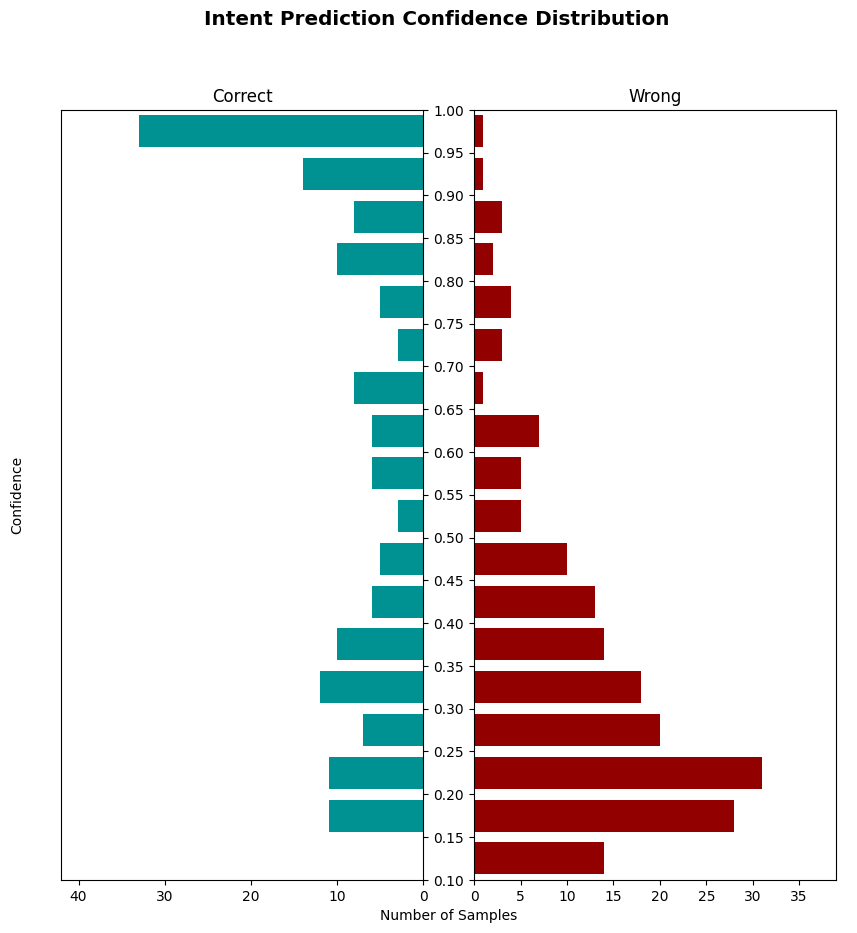 Intent Prediction Confidence Distribution
Correct
Wrong
1.00
0.95
0.90
0.85
0.80
0.75
0.70
0.65
0.60
0.55
0.50
0.45
0.40
0.35
0.30
0.25
0.20
0.15
0.10
Confidence
40 30 20 10 0
0 5 10 15 20 25 30 35
Number of Samples